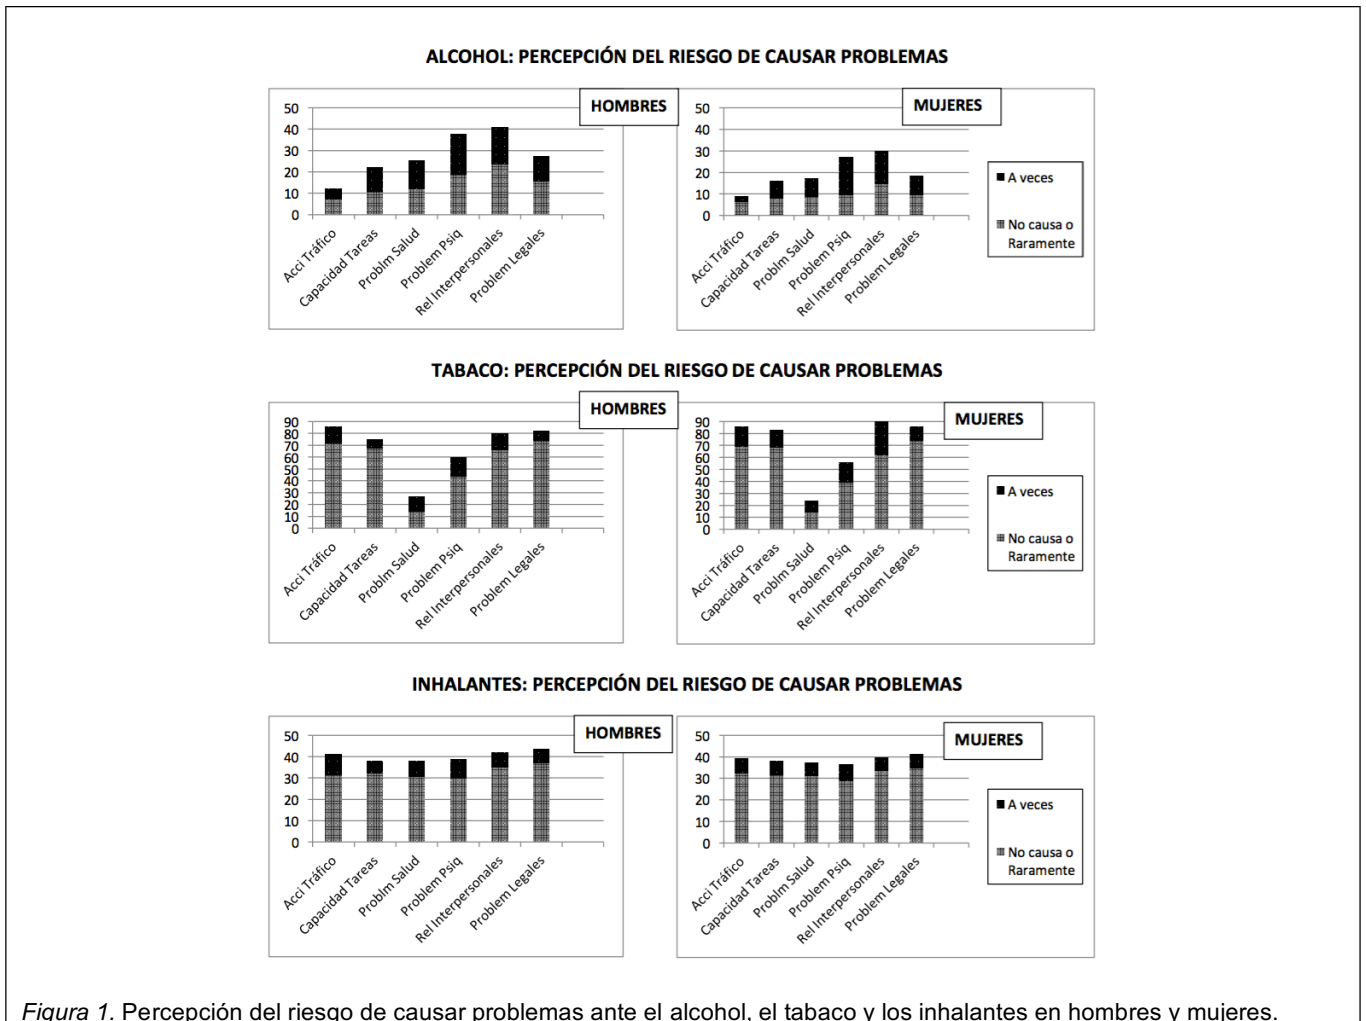 ALCOHOL: PERCEPCIÓN DEL RIESGO DE CAUSAR PROBLEMAS
HOMBRES
50
40
30
20
10
0
Acci Tráfico
Capacidad Tareas
Problm Salud
Problem Psiq
Rel Interpersonales
Problem Legales
MUJERES
50
40
30
20
10
0
Acci Tráfico
Capacidad Tareas
Problm Salud
Problem Psiq
Rel Interpersonales
Problem Legales
A veces
No causa o
Raramente
TABACO: PERCEPCIÓN DEL RIESGO DE CAUSAR PROBLEMAS
HOMBRES
90
80
70
60
50
40
30
20
10
0
Acci Tráfico
Capacidad Tareas
Problm Salud
Problem Psiq
Rel Interpersonales
Problem Legales
MUJERES
90
80
70
60
50
40
30
20
10
0
Acci Tráfico
Capacidad Tareas
Problm Salud
Problem Psiq
Rel Interpersonales
Problem Legales
A veces
No causa o
Raramente
INHALANTES: PERCEPCIÓN DEL RIESGO DE CAUSAR PROBLEMAS
HOMBRES
50
40
30
20
10
0
Acci Tráfico
Capacidad Tareas
Problm Salud
Problem Psiq
Rel Interpersonales
Problem Legales
MUJERES
50
40
30
20
10
0
Acci Tráfico
Capacidad Tareas
Problm Salud
Problem Psiq
Rel Interpersonales
Problem Legales
A veces
No causa o
Raramente
Figura 1. Percepción del riesgo de causar problemas ante el alcohol, el tabaco y los inhalantes en hombres y mujeres.